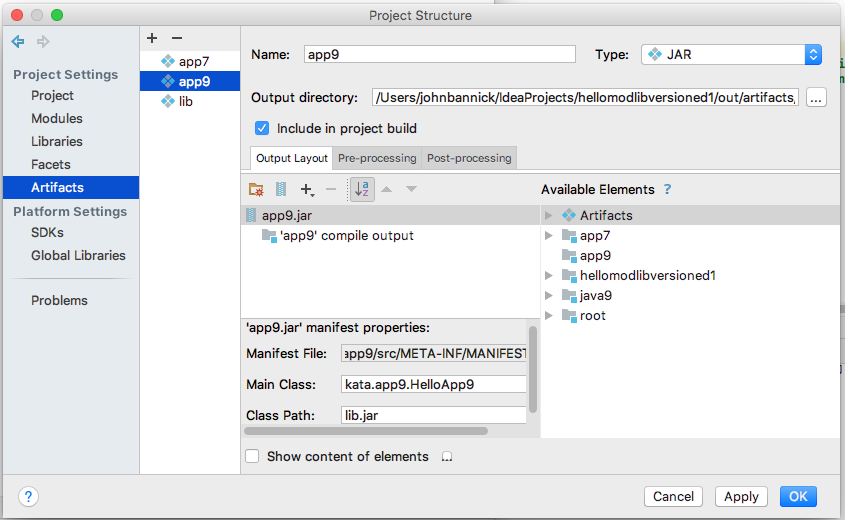 Project Structure
Project Settings
Project
Modules
Libraries
Facets
Artifacts
Platform Settings
SDKs
Global Libraries
Problems
app7
app9
lib
Name: app9 Type: JAR
Output directory: /Users/johnbannick/IdeaProjects/hellomodlibversioned1/out/artifacts, ...
Include in project build
Output Layout Pre-processing Post-processing
Available Elements ?
app9.jar
'app9' compile output
Artifacts
app7
app9
hellomodlibversioned1
java9
root
'app9.jar' manifest properties:
Manifest File: app9/src/META-INF/MANIFEST
Main Class: kata.app9.HelloApp9
Class Path: lib.jar
Show content of elements ...
? Cancel Apply OK